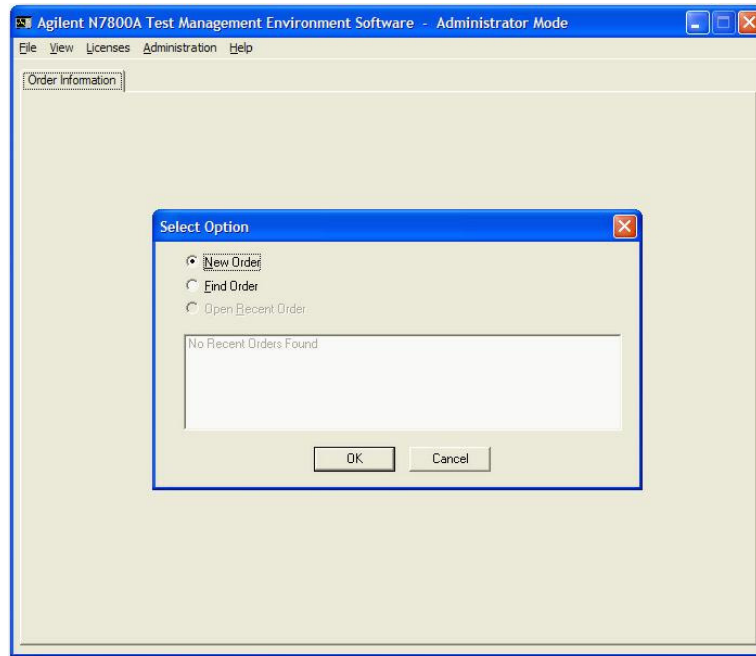 Agilent N7800A Test Management Environment Software - Administrator Mode
File View Licenses Administration Help
Order Information
Select Option
New Order
Find Order
Open Recent Order
No Recent Orders Found
OK Cancel